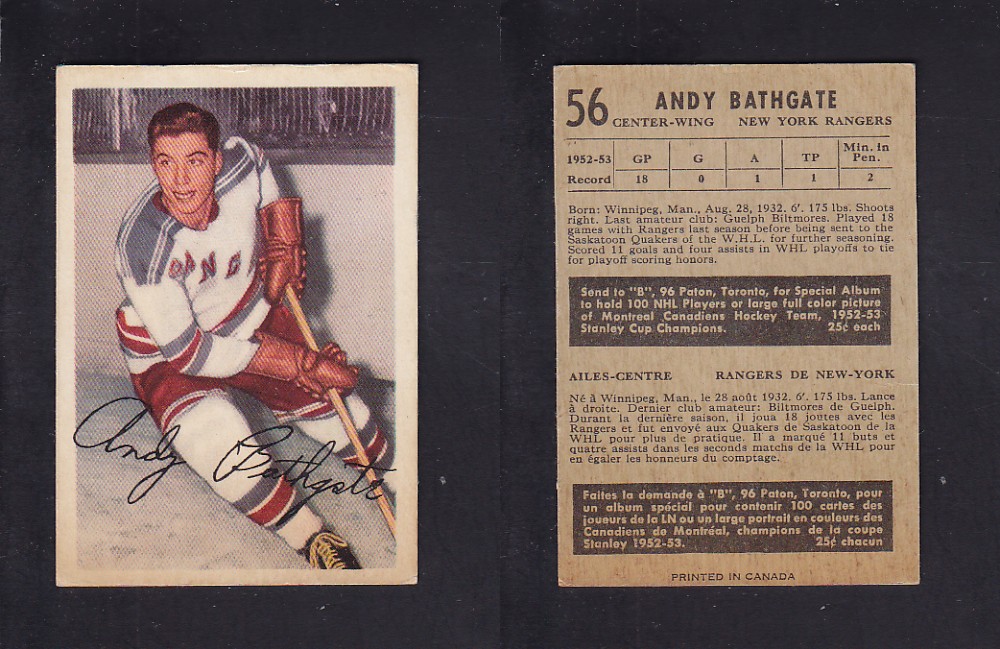 RANG
Andy Bathgate
56 ANDY BATHGATE
CENTER-WING NEW YORK RANGERS
1952-53 GP G A TP Min. in Pen.
Record 18 0 1 1 2
Born: Winnipeg, Man., Aug. 28, 1932. 6'. 175 lbs. Shoots
right. Last amateur club: Guelph Biltmores. Played 18
games with Rangers last season before being sent to the
Saskatoon Quakers of the W.H.L. for further seasoning.
Scored 11 goals and four assists in WHL playoffs to tie
for playoff scoring honors.
Send to "B", 96 Paton, Toronto, for Special Album
to hold 100 NHL Players or large full color picture
of Montreal Canadiens Hockey Team, 1952-53
Stanley Cup Champions. 25¢ each
AILES-CENTRE RANGERS DE NEW-YORK
Né à Winnipeg, Man., le 28 août 1932. 6'. 175 lbs. Lance
à droite. Dernier club amateur: Biltmores de Guelph.
Durant la dernière saison, il joua 18 joutes avec les
Rangers et fut envoyé aux Quakers de Saskatoon de la
WHL pour plus de pratique. Il a marqué 11 buts et
quatre assists dans les seconds matchs de la WHL pour
en égaler les honneurs du comptage.
Faites la demande à "B", 96 Paton, Toronto, pour
un album spécial pour contenir 100 cartes des
joueurs de la LN ou un large portrait en couleurs des
Canadiens de Montréal, champions de la coupe
Stanley 1952-53. 25¢ chacun
PRINTED IN CANADA